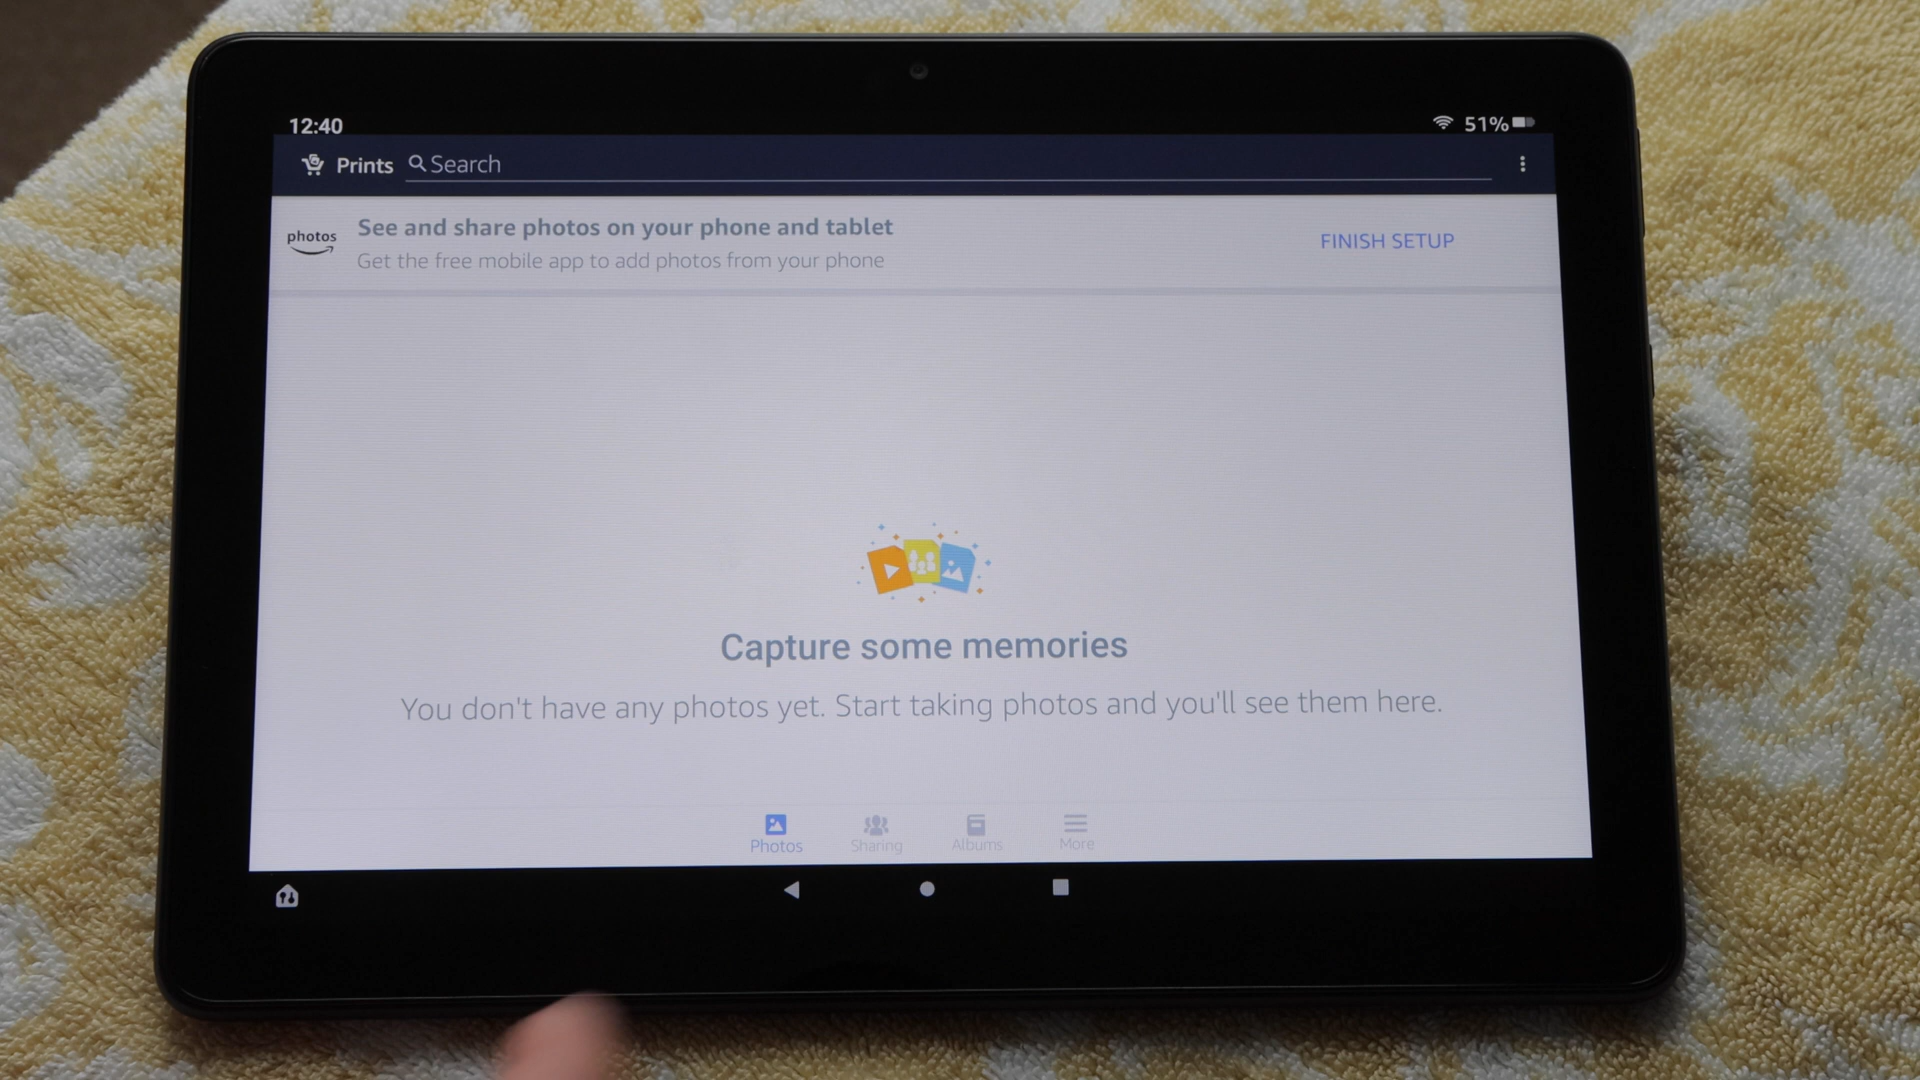 12:40 51%
Prints Search
photos
See and share photos on your phone and tablet
Get the free mobile app to add photos from your phone
FINISH SETUP
Capture some memories
You don't have any photos yet. Start taking photos and you'll see them here.
Photos Sharing Albums More